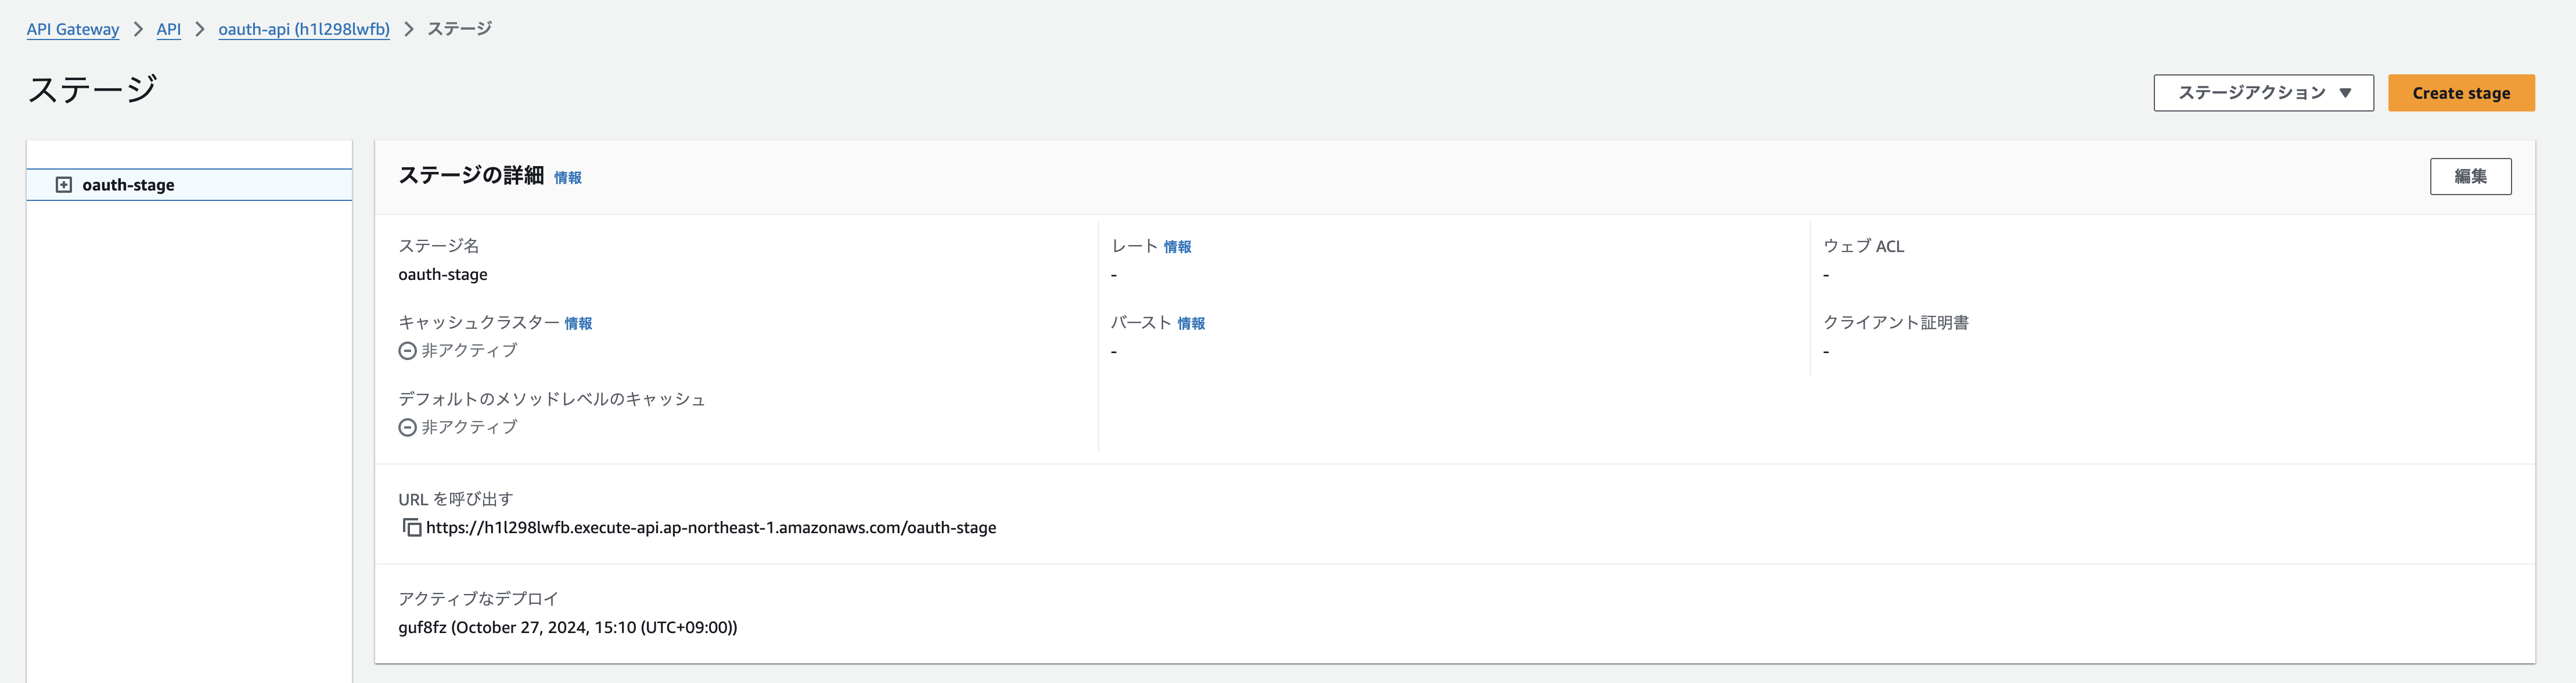 API Gateway > API > oauth-api (h1l298lwfb) > ステージ
ステージ
ステージアクション ▼
Create stage
oauth-stage
ステージの詳細 情報
編集
ステージ名
oauth-stage
キャッシュクラスター 情報
非アクティブ
デフォルトのメソッドレベルのキャッシュ
非アクティブ
レート 情報
-
バースト 情報
-
ウェブ ACL
-
クライアント証明書
-
URL を呼び出す
https://h1l298lwfb.execute-api.ap-northeast-1.amazonaws.com/oauth-stage
アクティブなデプロイ
guf8fz (October 27, 2024, 15:10 (UTC+09:00))